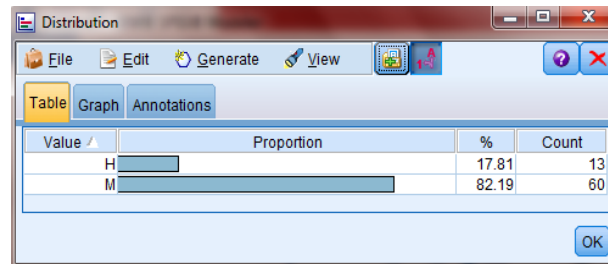 Distribution
File Edit Generate View
Table Graph Annotations
Value Proportion % Count
H 17.81 13
M 82.19 60
OK